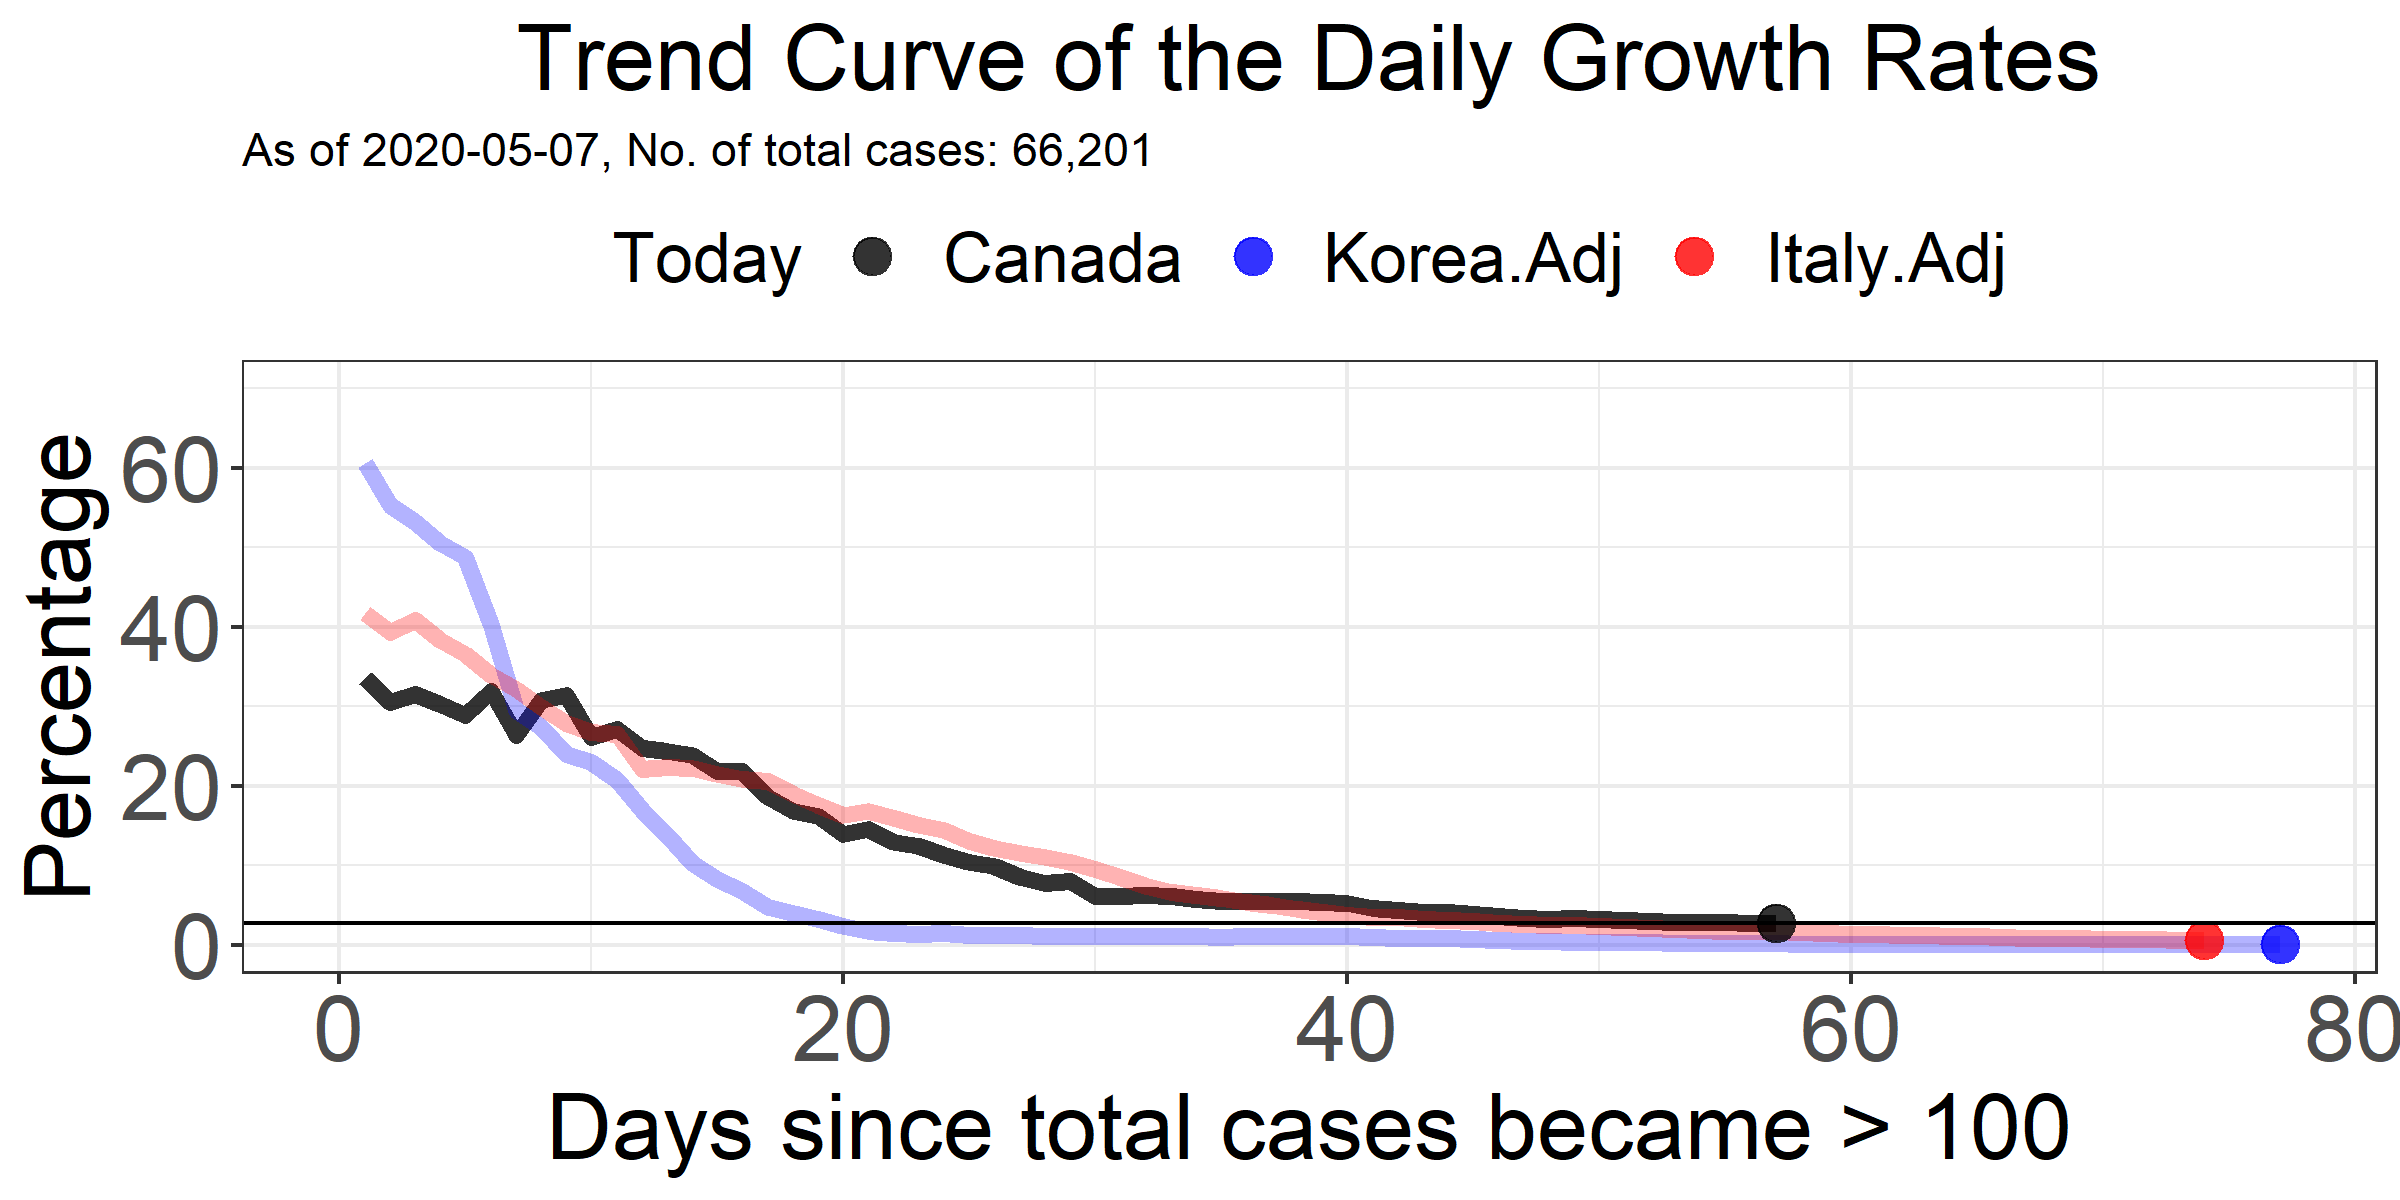 Trend Curve of the Daily Growth Rates
As of 2020-05-07, No. of total cases: 66,201
Today Canada Korea.Adj Italy.Adj
Percentage
60
40
20
0
0 20 40 60 80
Days since total cases became > 100